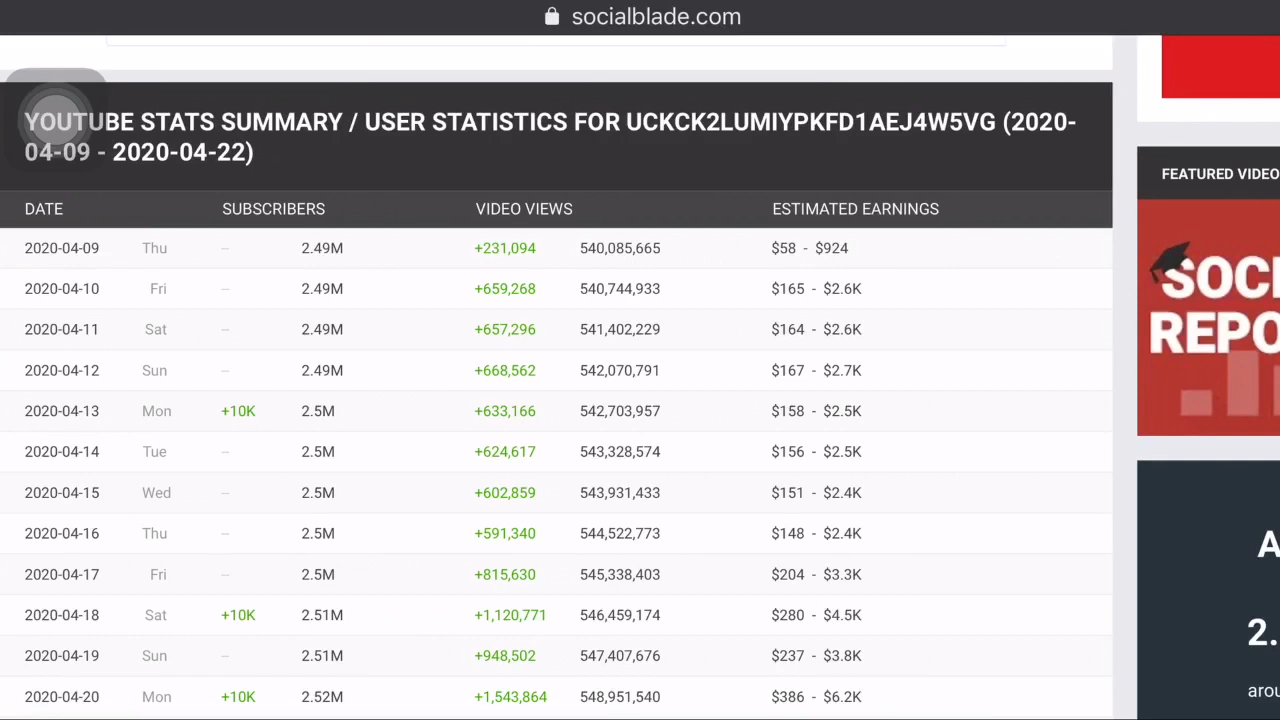 socialblade.com
YOUTUBE STATS SUMMARY / USER STATISTICS FOR UCKCK2LUMIYPKFD1AEJ4W5VG (2020-
04-09 - 2020-04-22)
FEATURED VIDEO
DATE SUBSCRIBERS VIDEO VIEWS ESTIMATED EARNINGS
2020-04-09 Thu -- 2.49M +231,094 540,085,665 $58 - $924
2020-04-10 Fri -- 2.49M +659,268 540,744,933 $165 - $2.6K
2020-04-11 Sat -- 2.49M +657,296 541,402,229 $164 - $2.6K
2020-04-12 Sun -- 2.49M +668,562 542,070,791 $167 - $2.7K
2020-04-13 Mon +10K 2.5M +633,166 542,703,957 $158 - $2.5K
2020-04-14 Tue -- 2.5M +624,617 543,328,574 $156 - $2.5K
2020-04-15 Wed -- 2.5M +602,859 543,931,433 $151 - $2.4K
2020-04-16 Thu -- 2.5M +591,340 544,522,773 $148 - $2.4K
2020-04-17 Fri -- 2.5M +815,630 545,338,403 $204 - $3.3K
2020-04-18 Sat +10K 2.51M +1,120,771 546,459,174 $280 - $4.5K
2020-04-19 Sun -- 2.51M +948,502 547,407,676 $237 - $3.8K
2020-04-20 Mon +10K 2.52M +1,543,864 548,951,540 $386 - $6.2K
SOCI
REPO
A
2.
arou